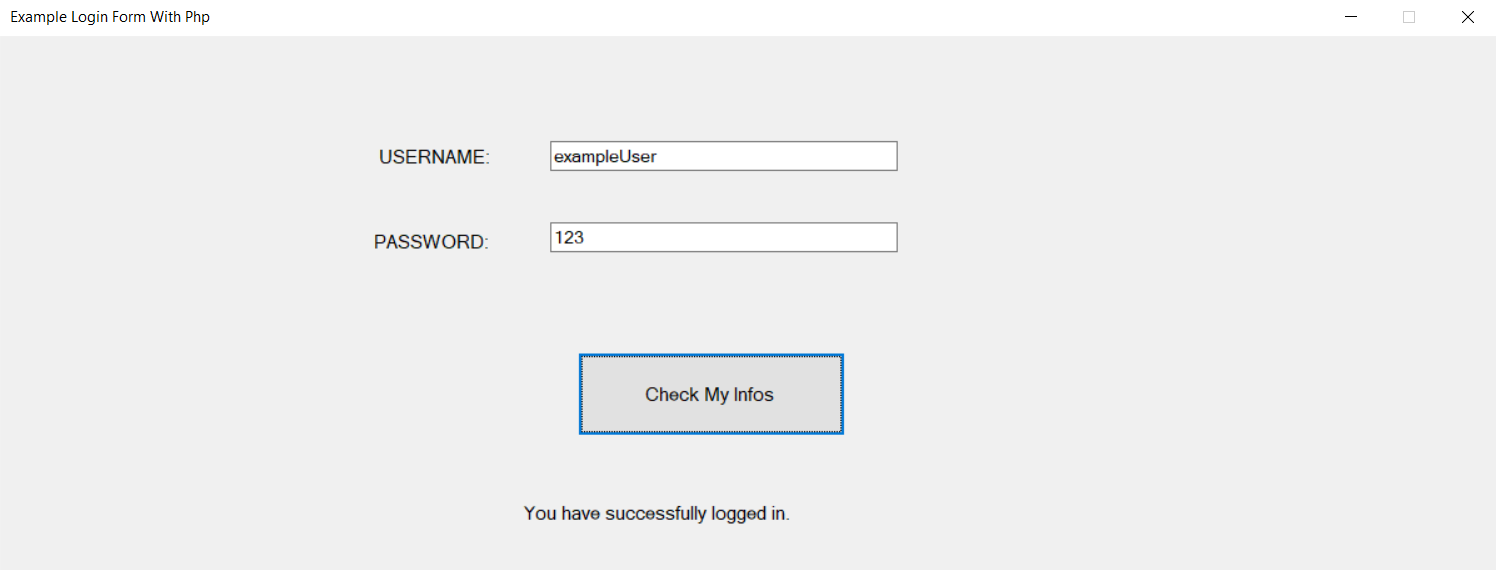 Example Login Form With Php
USERNAME: exampleUser
PASSWORD: 123
Check My Infos
You have successfully logged in.